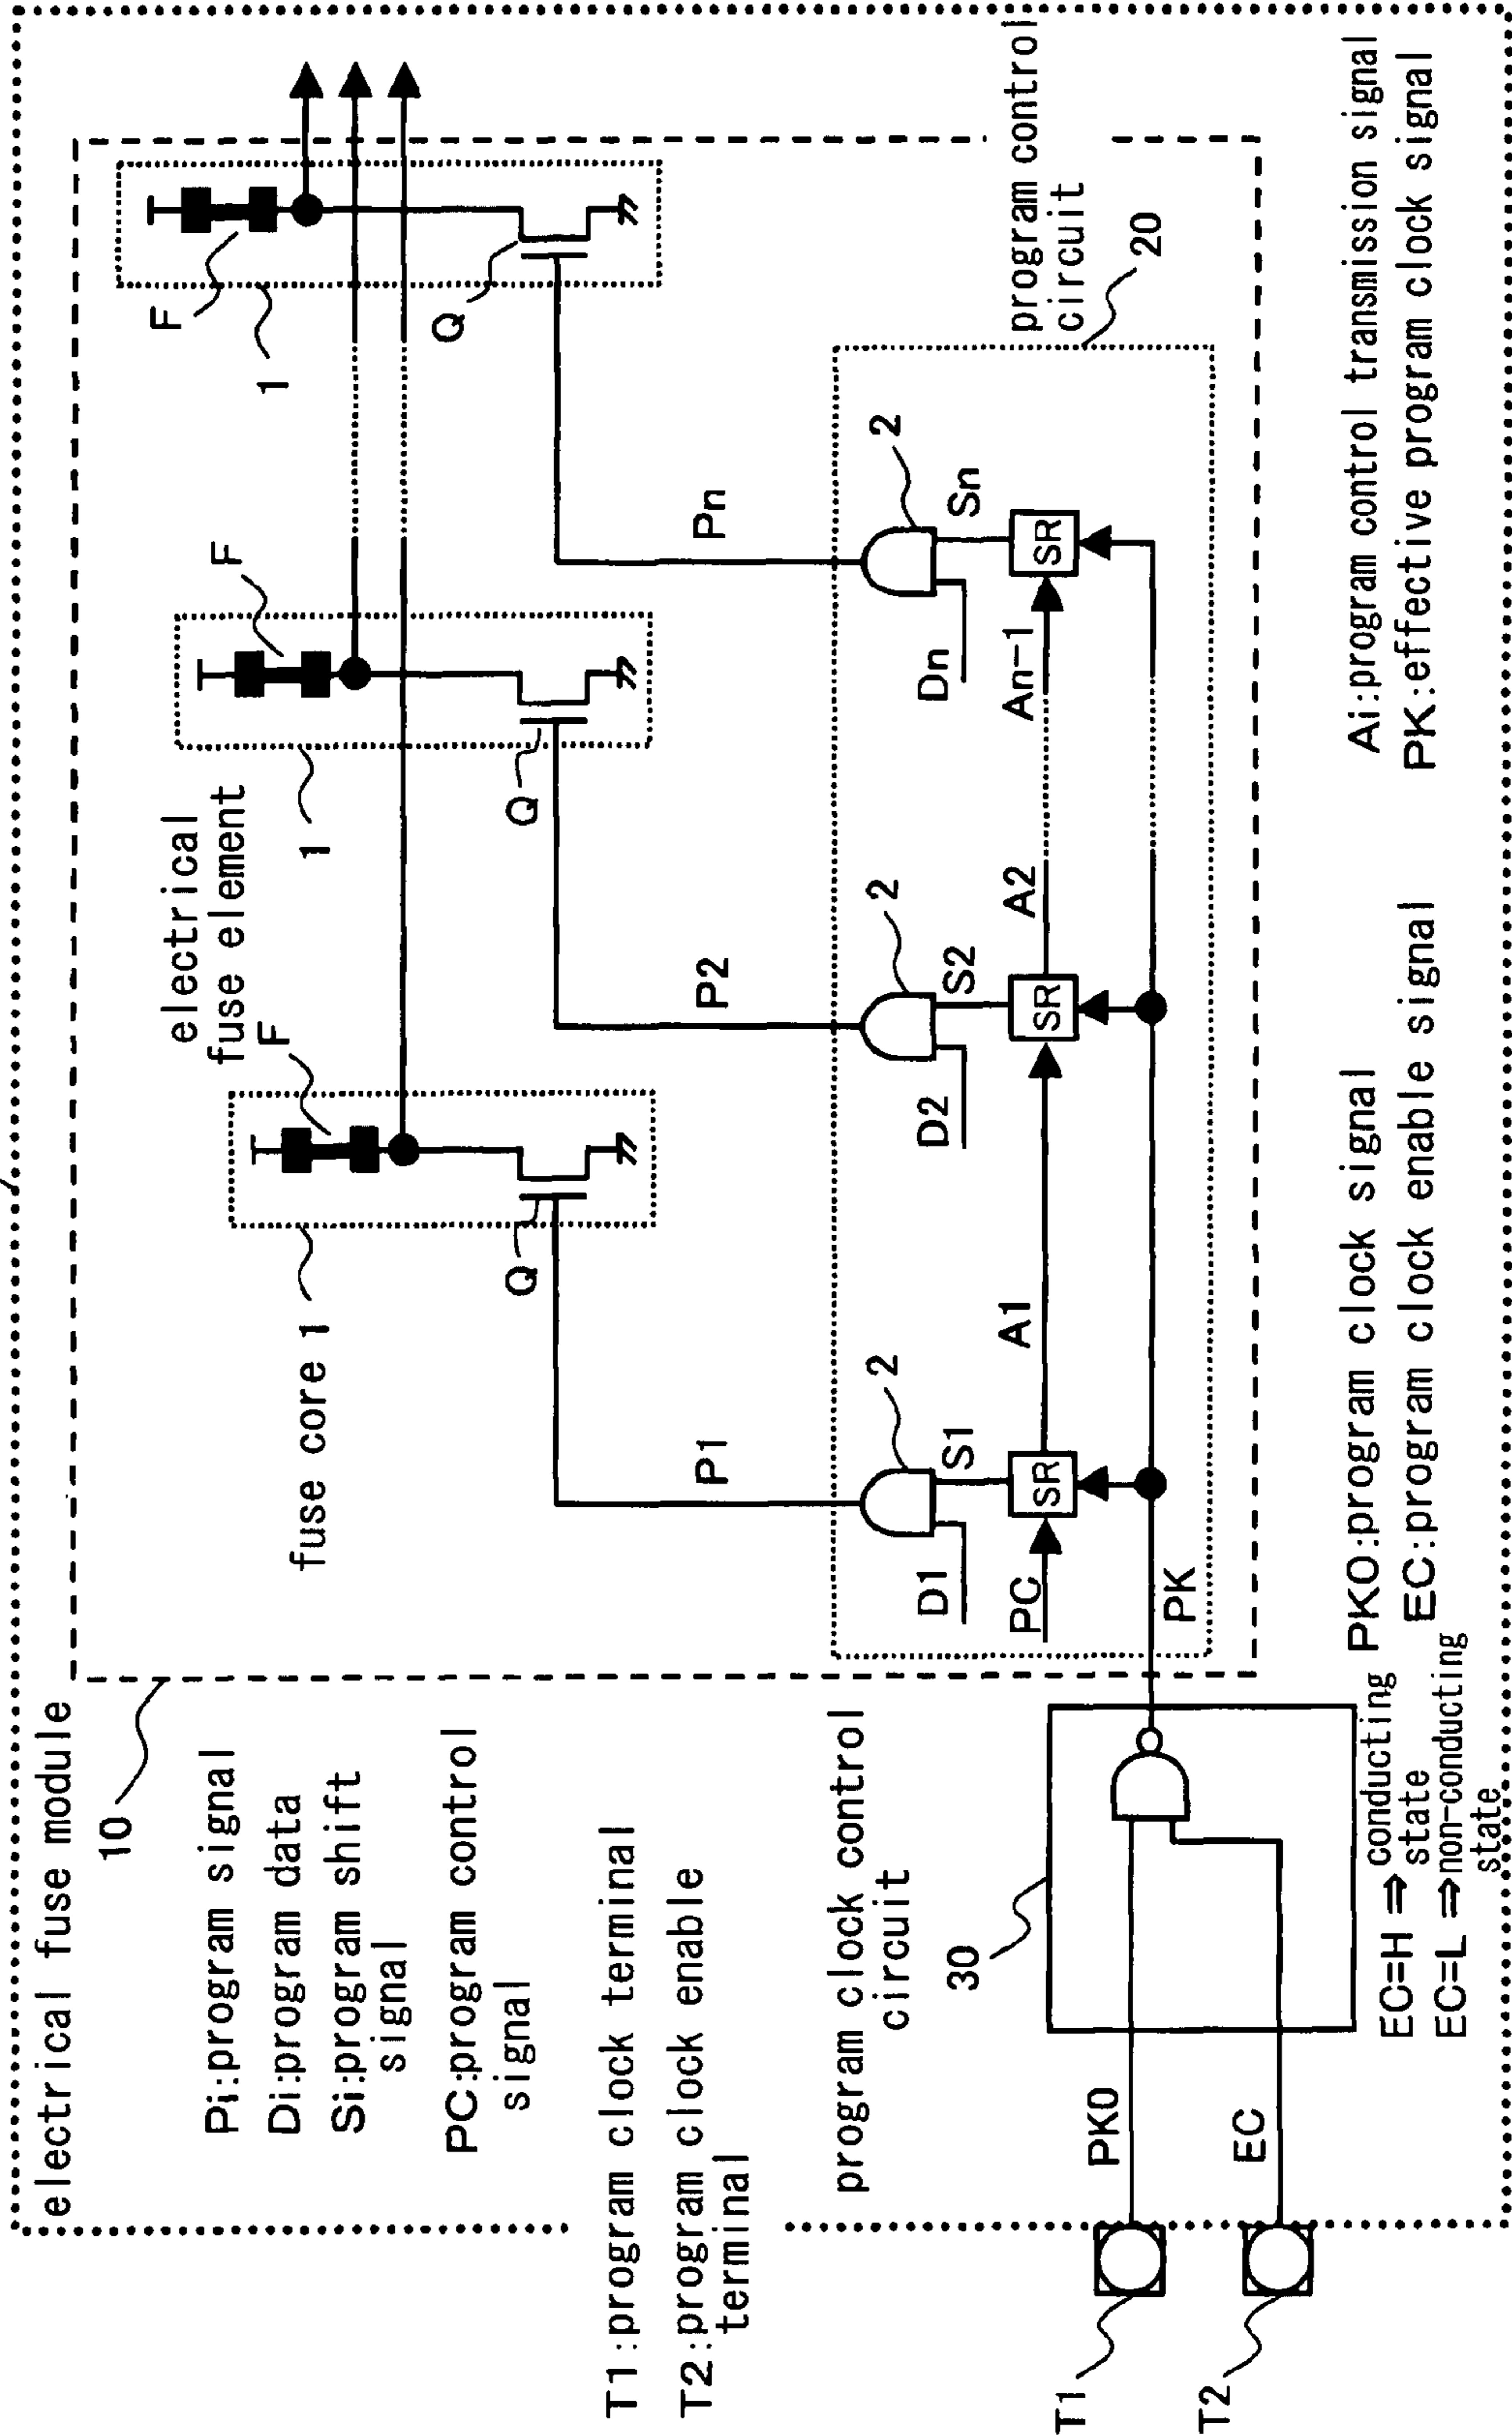 electrical fuse module
10
Pi:program signal
Di:program data
Si:program shift
signal
PC:program control
signal
T1:program clock terminal
T2:program clock enable
terminal
program clock control
circuit
30
PK0
EC
T1
T2
EC=H ⇒ conducting
state
EC=L ⇒ non-conducting
state
fuse core 1
electrical
fuse element
F
F
F
1
1
Q
Q
Q
P1
P2
Pn
2
2
2
D1
S1
D2
S2
Dn
Sn
PC
SR
A1
SR
A2
An-1
SR
PK
program control
circuit
20
PK0:program clock signal
EC:program clock enable signal
Ai:program control transmission signal
PK:effective program clock signal